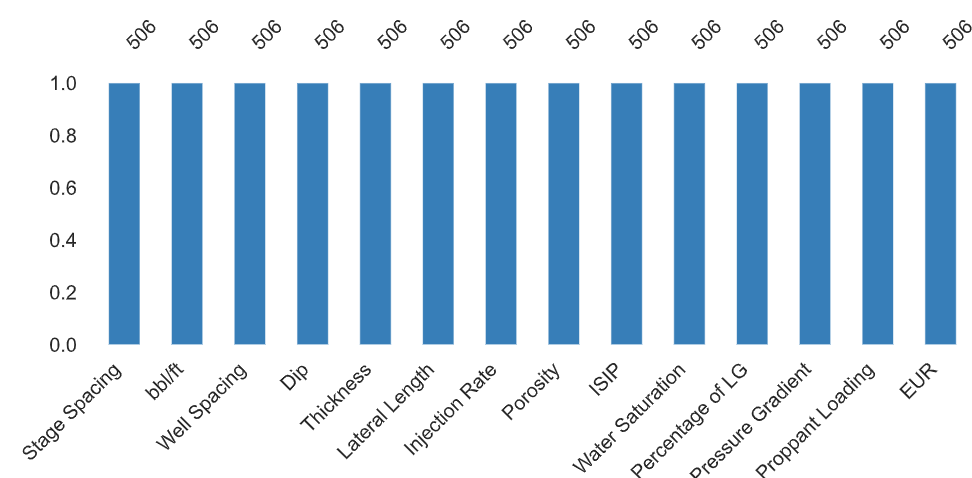 506 506 506 506 506 506 506 506 506 506 506 506 506 506
1.0
0.8
0.6
0.4
0.2
0.0
Stage Spacing
bbl/ft
Well Spacing
Dip
Thickness
Lateral Length
Injection Rate
Porosity
ISIP
Water Saturation
Percentage of LG
Pressure Gradient
Proppant Loading
EUR